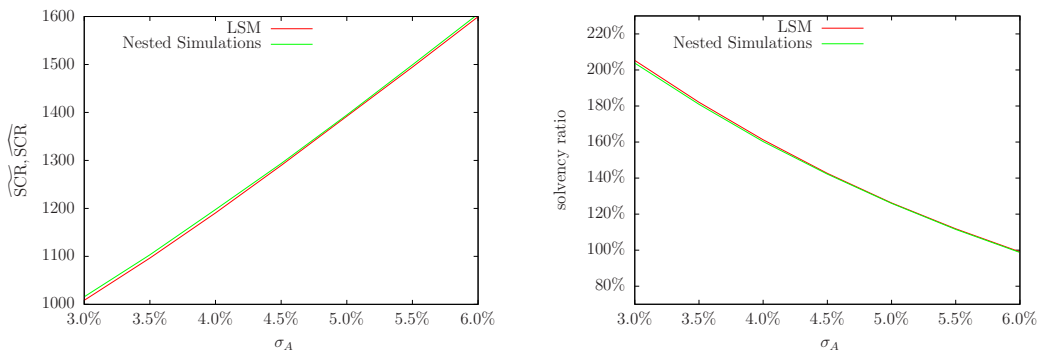 1600
1500
1400
1300
1200
1100
1000
3.0% 3.5% 4.0% 4.5% 5.0% 5.5% 6.0%
σ_A
S͠CR, ŜCR
LSM
Nested Simulations
220%
200%
180%
160%
140%
120%
100%
80%
3.0% 3.5% 4.0% 4.5% 5.0% 5.5% 6.0%
σ_A
solvency ratio
LSM
Nested Simulations